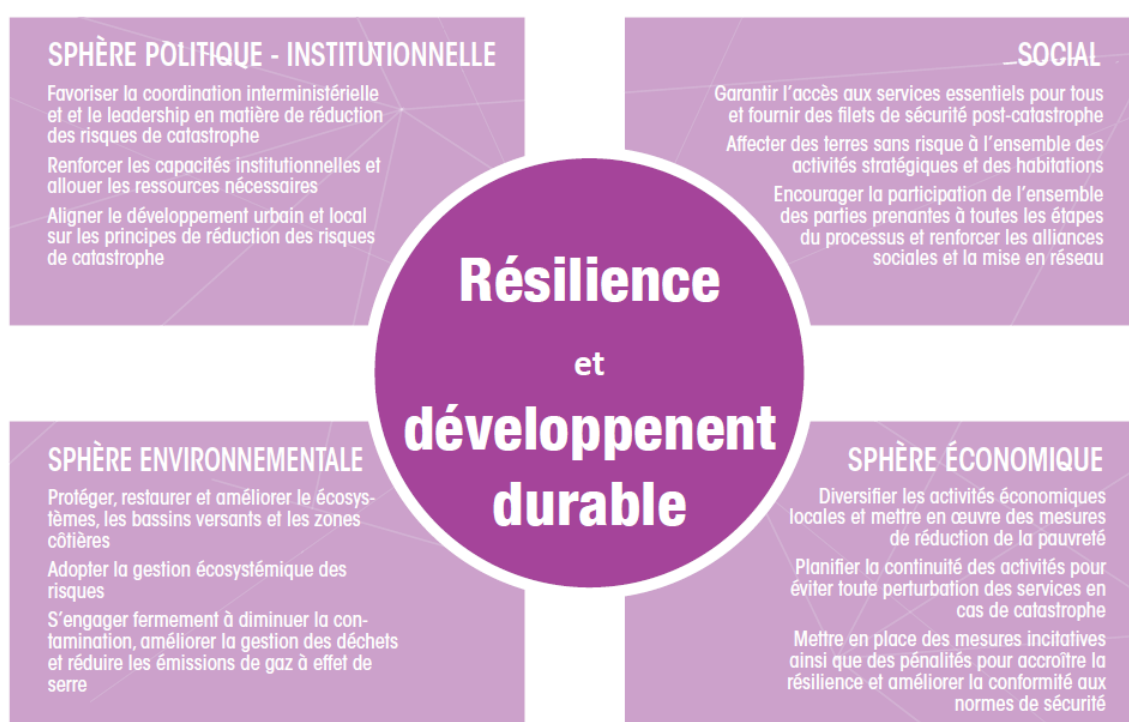 SPHÈRE POLITIQUE - INSTITUTIONNELLE
Favoriser la coordination interministérielle
et et le leadership en matière de réduction
des risques de catastrophe
Renforcer les capacités institutionnelles et
allouer les ressources nécessaires
Aligner le développement urbain et local
sur les principes de réduction des risques
de catastrophe
SOCIAL
Garantir l'accès aux services essentiels pour tous
et fournir des filets de sécurité post-catastrophe
Affecter des terres sans risque à l'ensemble des
activités stratégiques et des habitations
Encourager la participation de l'ensemble
des parties prenantes à toutes les étapes
du processus et renforcer les alliances
sociales et la mise en réseau
Résilience
et
développenent
durable
SPHÈRE ENVIRONNEMENTALE
Protéger, restaurer et améliorer le écosys-
tèmes, les bassins versants et les zones
côtières
Adopter la gestion écosystémique des
risques
S'engager fermement à diminuer la con-
tamination, améliorer la gestion des déchets
et réduire les émissions de gaz à effet de
serre
SPHÈRE ÉCONOMIQUE
Diversifier les activités économiques
locales et mettre en œuvre des mesures
de réduction de la pauvreté
Planifier la continuité des activités pour
éviter toute perturbation des services en
cas de catastrophe
Mettre en place des mesures incitatives
ainsi que des pénalités pour accroître la
résilience et améliorer la conformité aux
normes de sécurité